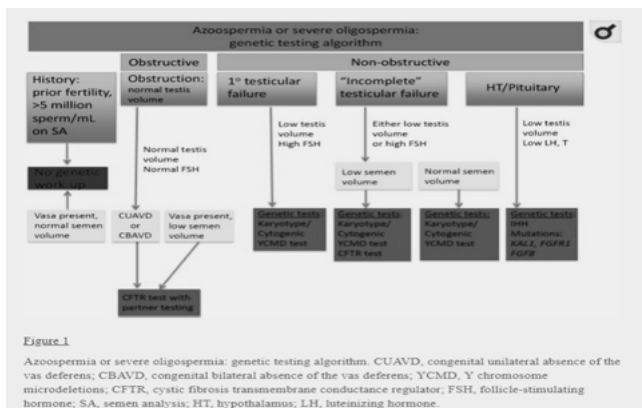 Azoospermia or severe oligospermia:
genetic testing algorithm
Obstructive
Non-obstructive
History:
prior fertility,
>5 million
sperm/mL
on SA
Obstruction:
normal testis
volume
1° testicular
failure
“Incomplete”
testicular failure
HT/Pituitary
Normal testis
volume
Normal FSH
Low testis
volume
High FSH
Either low testis
volume
or high FSH
Low testis
volume
Low LH, T
No genetic
work-up
Low semen
volume
Normal semen
volume
Vasa present,
normal semen
volume
CUAVD
or
CBAVD
Vasa present,
low semen
volume
Genetic tests:
Karyotype/
Cytogenic
YCMD test
Genetic tests:
Karyotype/
Cytogenic
YCMD test
CFTR test
Genetic tests:
Karyotype/
Cytogenic
YCMD test
Genetic tests:
IHH
Mutations:
KAL1, FGFR1
CFTR test with
partner testing
Figure 1
Azoospermia or severe oligospermia: genetic testing algorithm. CUAVD, congenital unilateral absence of the
vas deferens; CBAVD, congenital bilateral absence of the vas deferens; YCMD, Y chromosome
microdeletions; CFTR, cystic fibrosis transmembrane conductance regulator; FSH, follicle-stimulating
hormone; SA, semen analysis; HT, hypothalamus; LH, luteinizing hormone.